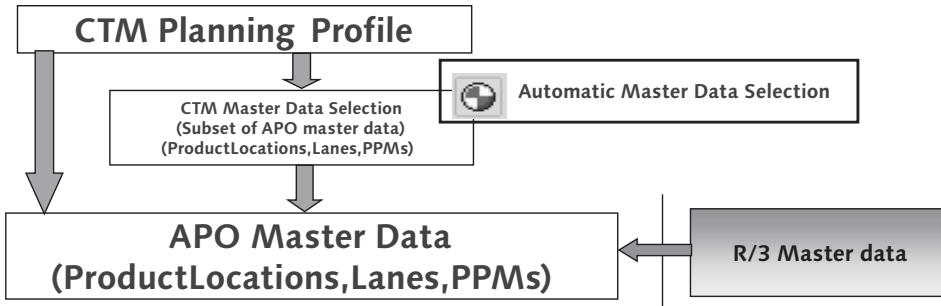 CTM Planning Profile
CTM Master Data Selection
(Subset of APO master data)
(ProductLocations,Lanes,PPMs)
Automatic Master Data Selection
APO Master Data
(ProductLocations,Lanes,PPMs)
R/3 Master data